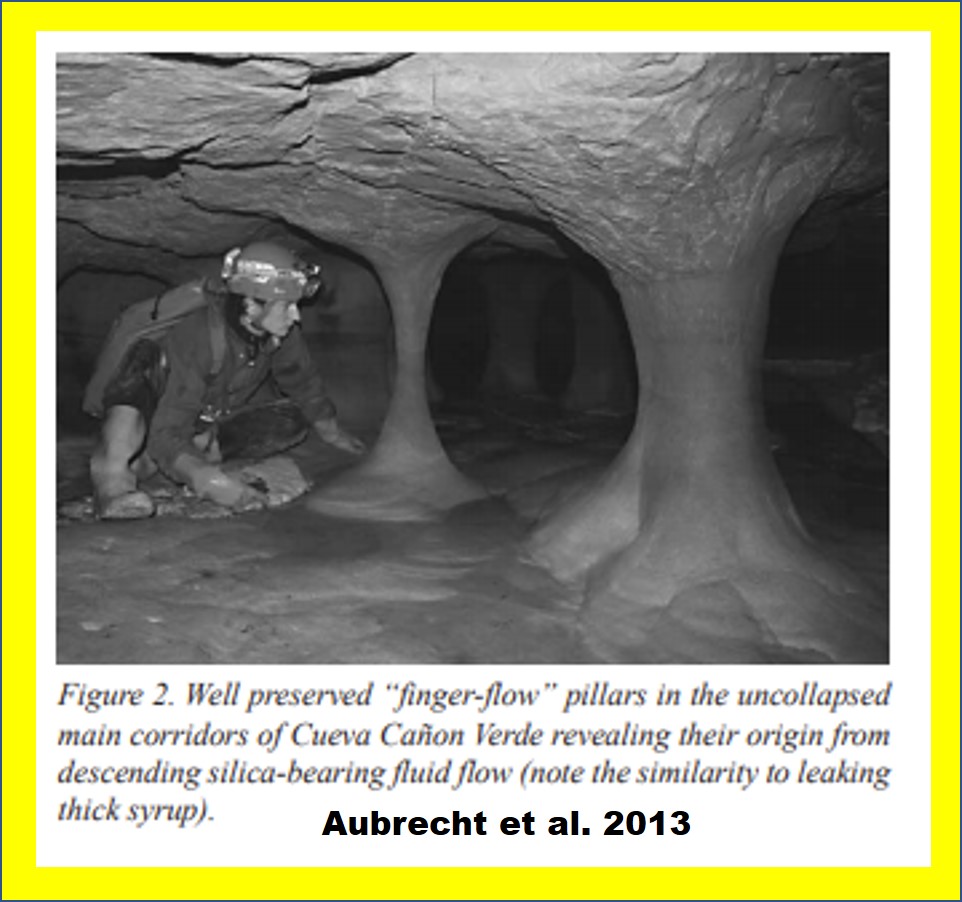 Figure 2. Well preserved “finger-flow” pillars in the uncollapsed
main corridors of Cueva Cañon Verde revealing their origin from
descending silica-bearing fluid flow (note the similarity to leaking
thick syrup).
Aubrecht et al. 2013